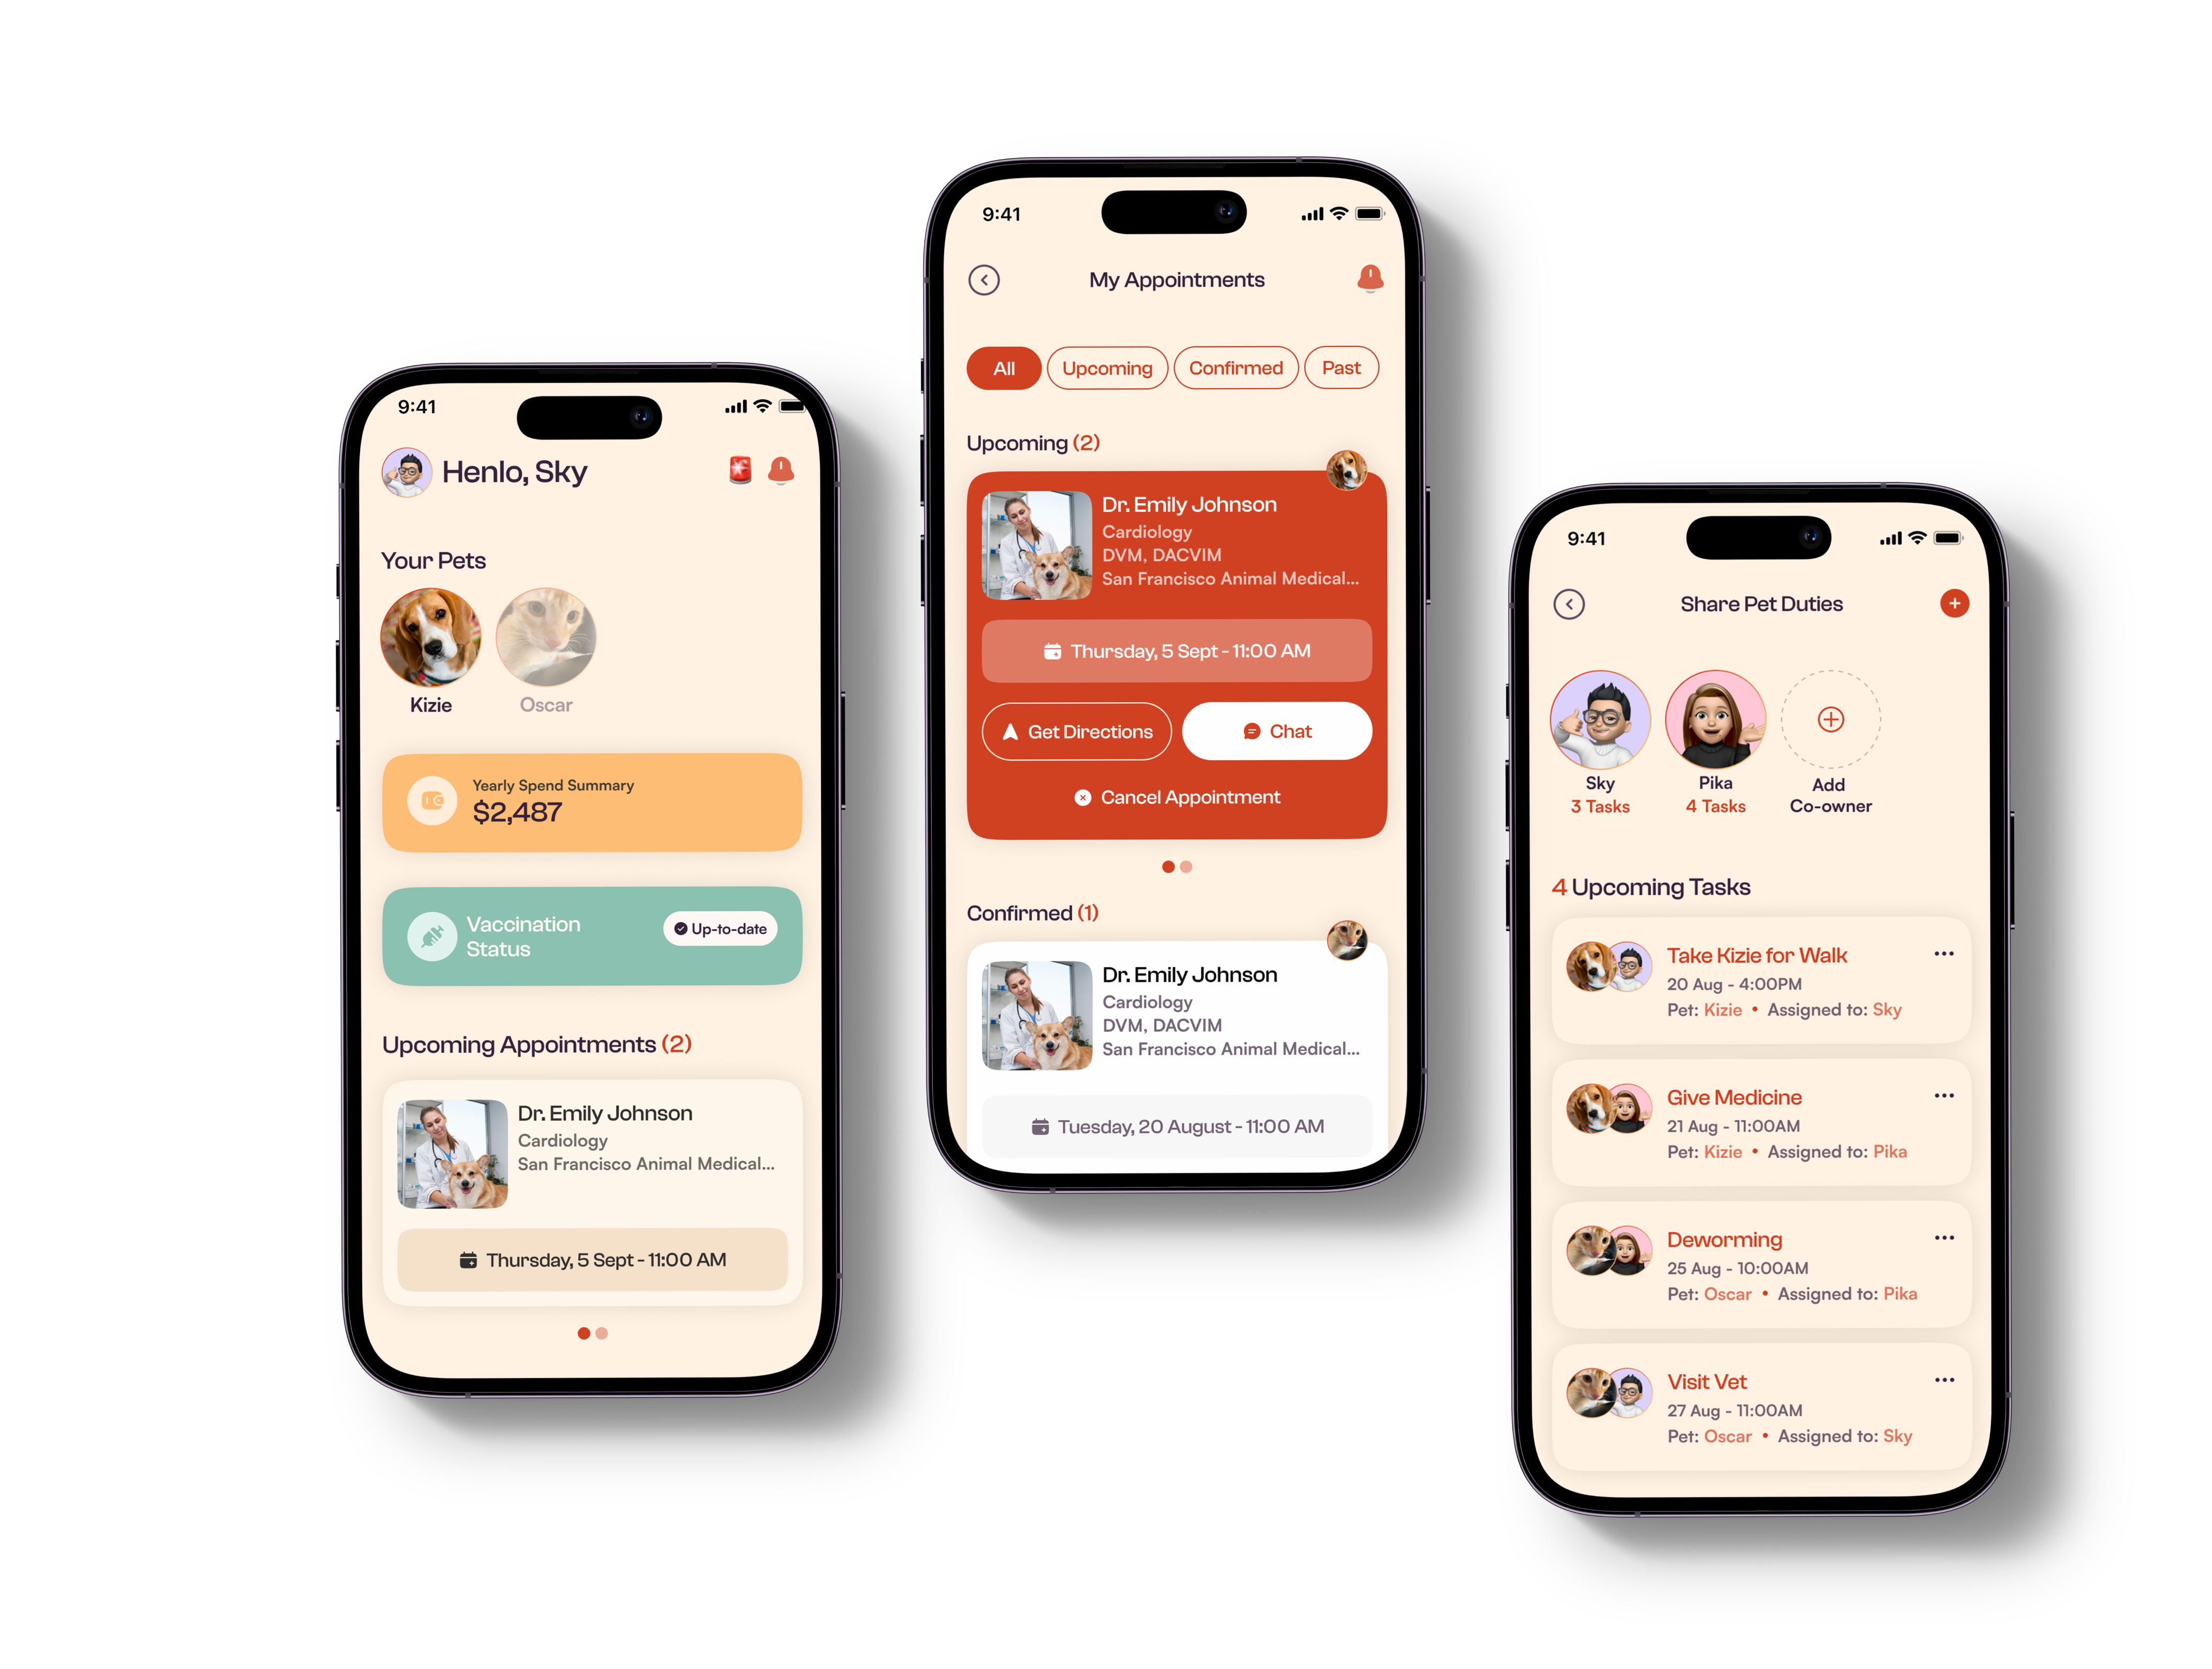 9:41
Henlo, Sky
Your Pets
Kizie
Oscar
Yearly Spend Summary
$2,487
Vaccination
Status
Up-to-date
Upcoming Appointments (2)
Dr. Emily Johnson
Cardiology
San Francisco Animal Medical...
Thursday, 5 Sept - 11:00 AM
9:41
My Appointments
All
Upcoming
Confirmed
Past
Upcoming (2)
Dr. Emily Johnson
Cardiology
DVM, DACVIM
San Francisco Animal Medical...
Thursday, 5 Sept - 11:00 AM
Get Directions
Chat
Cancel Appointment
Confirmed (1)
Dr. Emily Johnson
Cardiology
DVM, DACVIM
San Francisco Animal Medical...
Tuesday, 20 August - 11:00 AM
9:41
Share Pet Duties
Sky
3 Tasks
Pika
4 Tasks
Add
Co-owner
4 Upcoming Tasks
Take Kizie for Walk
20 Aug - 4:00PM
Pet: Kizie • Assigned to: Sky
Give Medicine
21 Aug - 11:00AM
Pet: Kizie • Assigned to: Pika
Deworming
25 Aug - 10:00AM
Pet: Oscar • Assigned to: Pika
Visit Vet
27 Aug - 11:00AM
Pet: Oscar • Assigned to: Sky